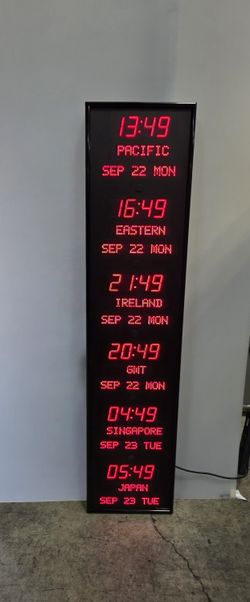 13:49
PACIFIC
SEP 22 MON
16:49
EASTERN
SEP 22 MON
21:49
IRELAND
SEP 22 MON
20:49
GMT
SEP 22 MON
04:49
SINGAPORE
SEP 23 TUE
05:49
JAPAN
SEP 23 TUE